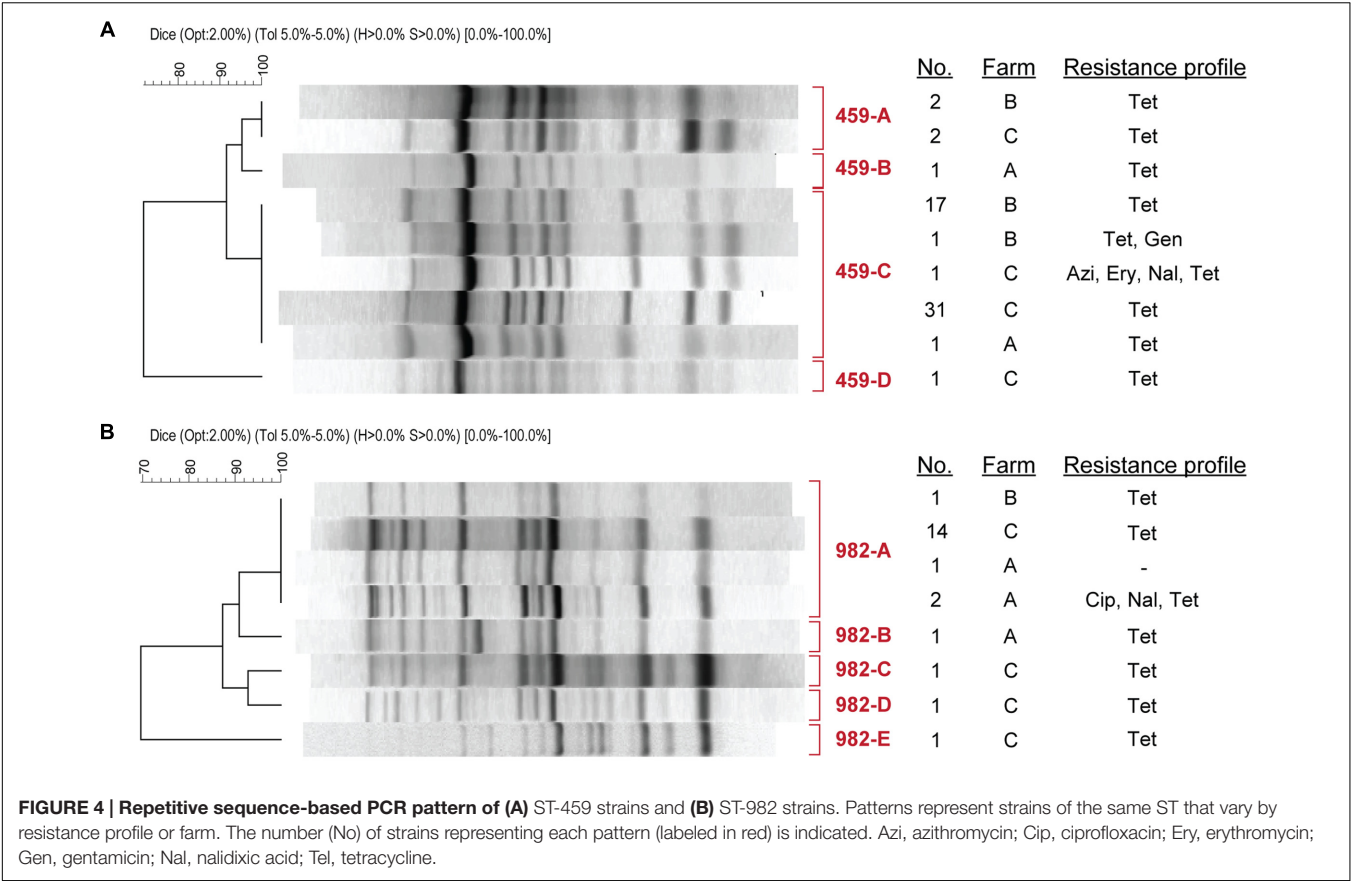 A
Dice (Opt:2.00%) (Tol 5.0%-5.0%) (H>0.0% S>0.0%) [0.0%-100.0%]
80 90 100
No. Farm Resistance profile
459-A
2 B Tet
2 C Tet
459-B
1 A Tet
459-C
17 B Tet
1 B Tet, Gen
1 C Azi, Ery, Nal, Tet
31 C Tet
1 A Tet
459-D
1 C Tet
B
Dice (Opt:2.00%) (Tol 5.0%-5.0%) (H>0.0% S>0.0%) [0.0%-100.0%]
70 80 90 100
No. Farm Resistance profile
982-A
1 B Tet
14 C Tet
1 A -
2 A Cip, Nal, Tet
982-B
1 A Tet
982-C
1 C Tet
982-D
1 C Tet
982-E
1 C Tet
FIGURE 4 | Repetitive sequence-based PCR pattern of (A) ST-459 strains and (B) ST-982 strains. Patterns represent strains of the same ST that vary by
resistance profile or farm. The number (No) of strains representing each pattern (labeled in red) is indicated. Azi, azithromycin; Cip, ciprofloxacin; Ery, erythromycin;
Gen, gentamicin; Nal, nalidixic acid; Tel, tetracycline.